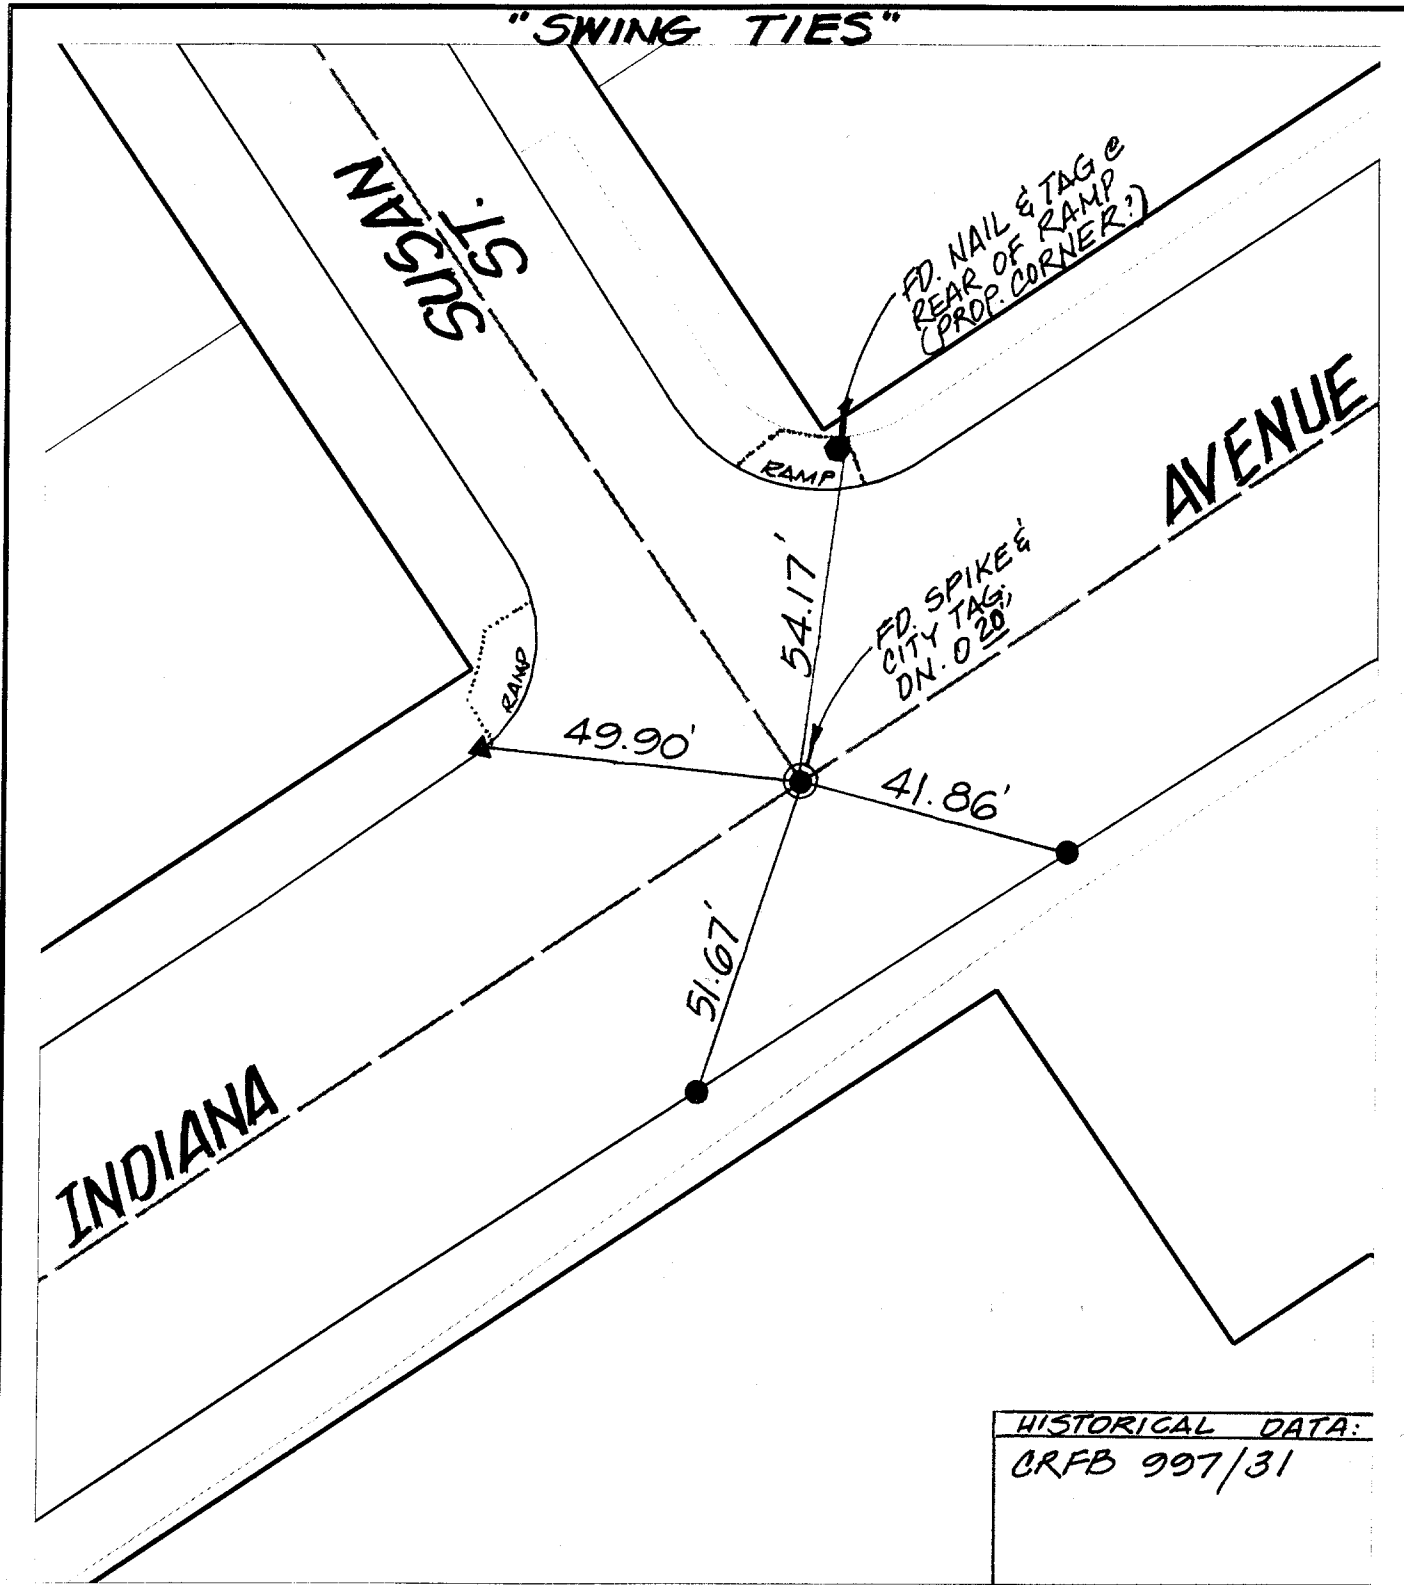 "SWING TIES"
SUSAN
ST.
FD. NAIL & TAG @
REAR OF RAMP
(PROP. CORNER?)
RAMP
AVENUE
54.17'
FD. SPIKE &
CITY TAG,
DN. 0.20'
RAMP
49.90'
41.86'
51.67'
INDIANA
HISTORICAL DATA:
CRFB 997/31